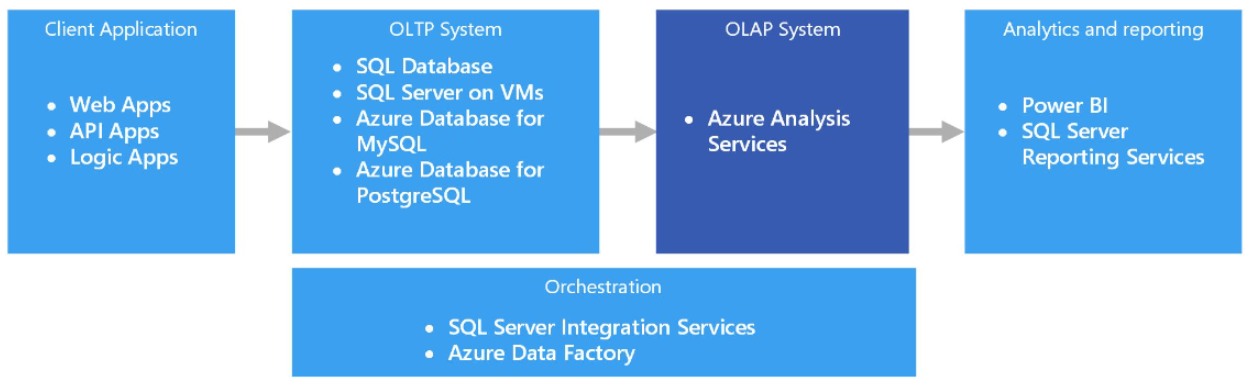 Client Application
• Web Apps
• API Apps
• Logic Apps
OLTP System
• SQL Database
• SQL Server on VMs
• Azure Database for
MySQL
• Azure Database for
PostgreSQL
OLAP System
• Azure Analysis
Services
Analytics and reporting
• Power BI
• SQL Server
Reporting Services
Orchestration
• SQL Server Integration Services
• Azure Data Factory